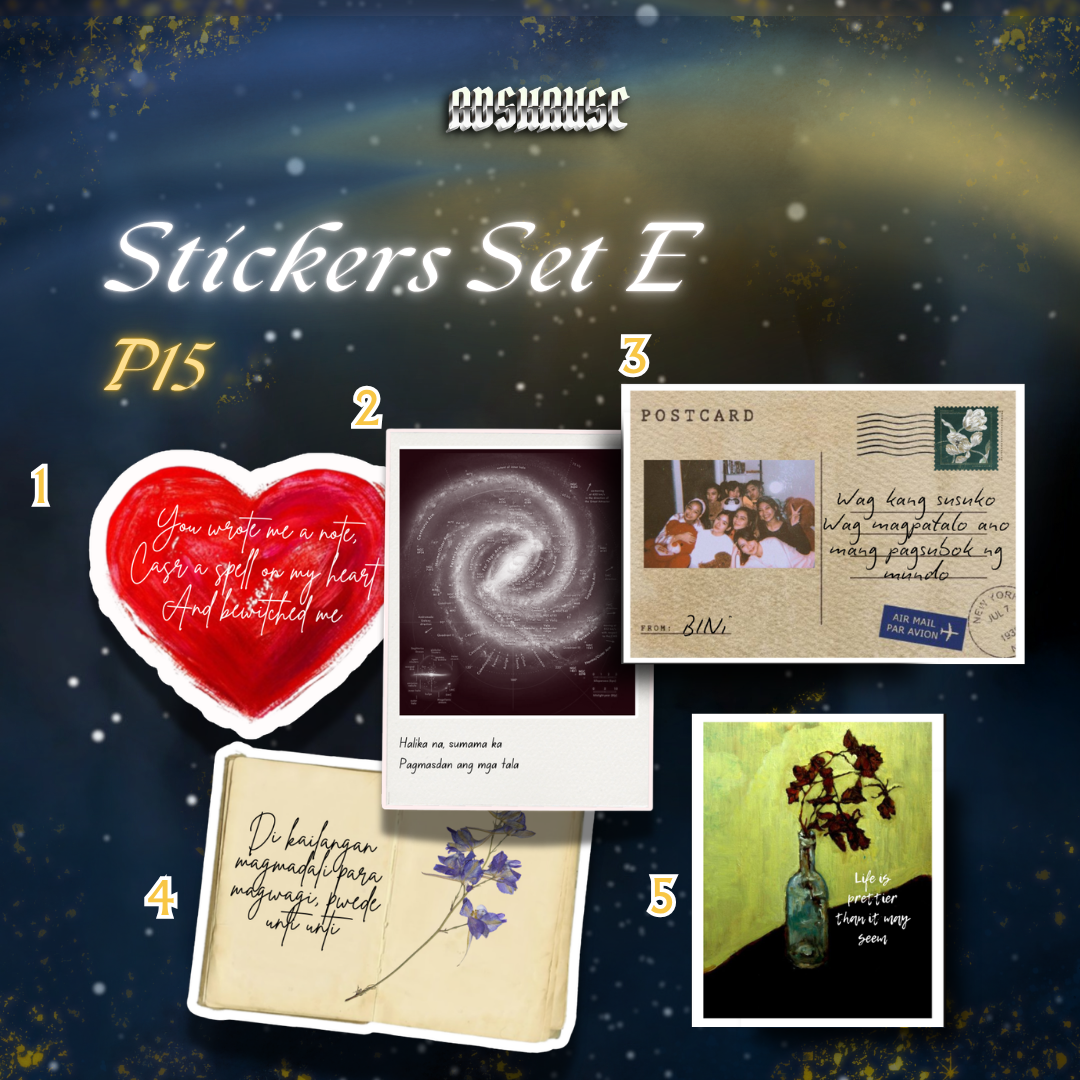 ADSHAUSE
Stickers Set E
P15
1
You wrote me a note,
Casr a spell on my heart
And bewitched me
2
Halika na, sumama ka
Pagmasdan ang mga tala
3
POSTCARD
Wag kang susuko
Wag magpatalo ano
mang pagsubok ng
mundo
FROM: BINI
AIR MAIL
PAR AVION
NEW YORK
JUL 7
4
Di kailangan
magmadali para
magwagi, pwede
unti unti
5
Life is
prettier
than it may
seem